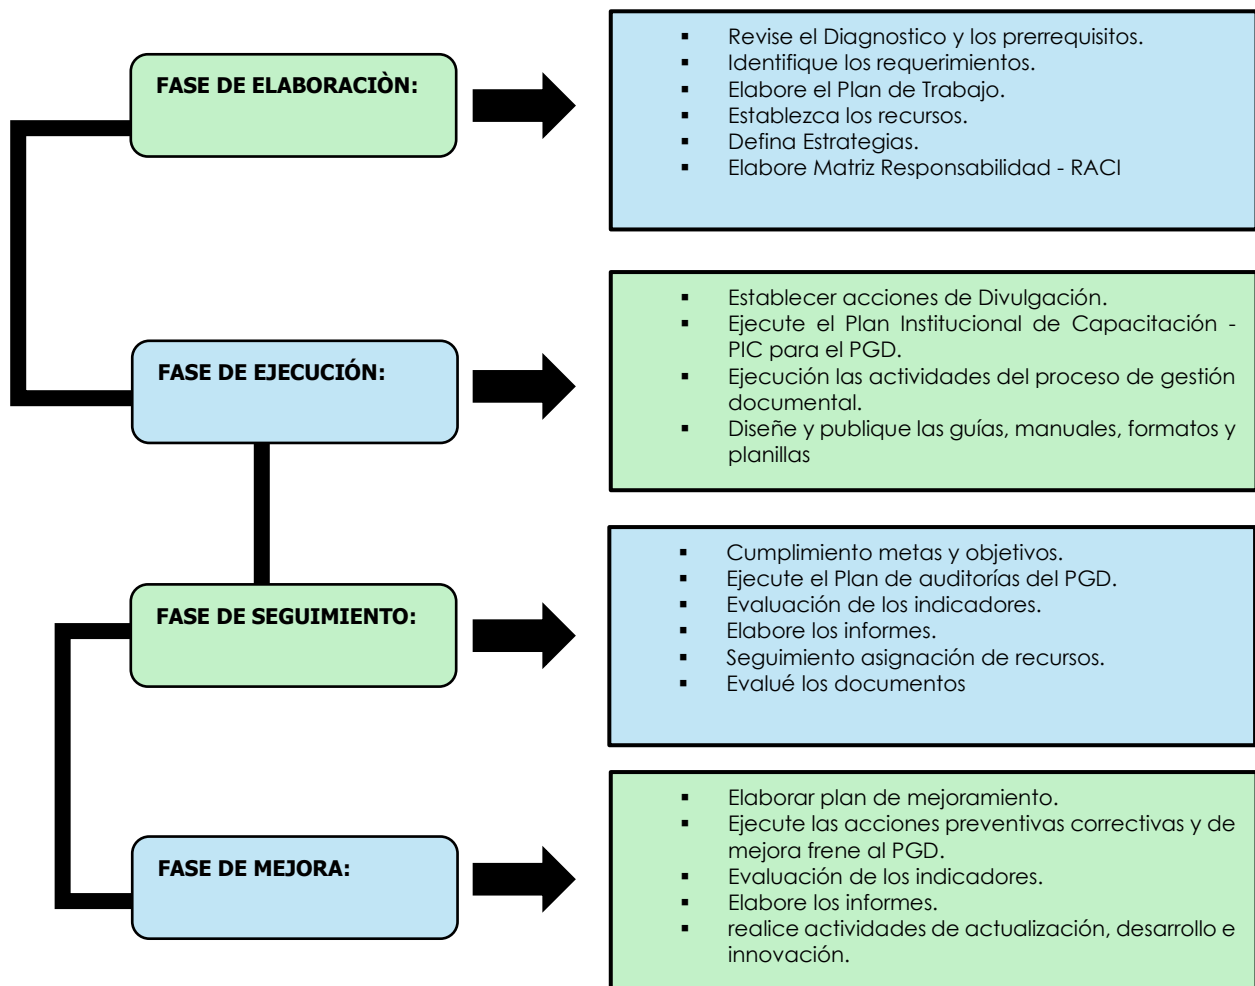 FASE DE ELABORACIÒN:
▪ Revise el Diagnostico y los prerrequisitos.
▪ Identifique los requerimientos.
▪ Elabore el Plan de Trabajo.
▪ Establezca los recursos.
▪ Defina Estrategias.
▪ Elabore Matriz Responsabilidad - RACI
FASE DE EJECUCIÓN:
▪ Establecer acciones de Divulgación.
▪ Ejecute el Plan Institucional de Capacitación -
PIC para el PGD.
▪ Ejecución las actividades del proceso de gestión
documental.
▪ Diseñe y publique las guías, manuales, formatos y
planillas
FASE DE SEGUIMIENTO:
▪ Cumplimiento metas y objetivos.
▪ Ejecute el Plan de auditorías del PGD.
▪ Evaluación de los indicadores.
▪ Elabore los informes.
▪ Seguimiento asignación de recursos.
▪ Evalué los documentos
FASE DE MEJORA:
▪ Elaborar plan de mejoramiento.
▪ Ejecute las acciones preventivas correctivas y de
mejora frene al PGD.
▪ Evaluación de los indicadores.
▪ Elabore los informes.
▪ realice actividades de actualización, desarrollo e
innovación.